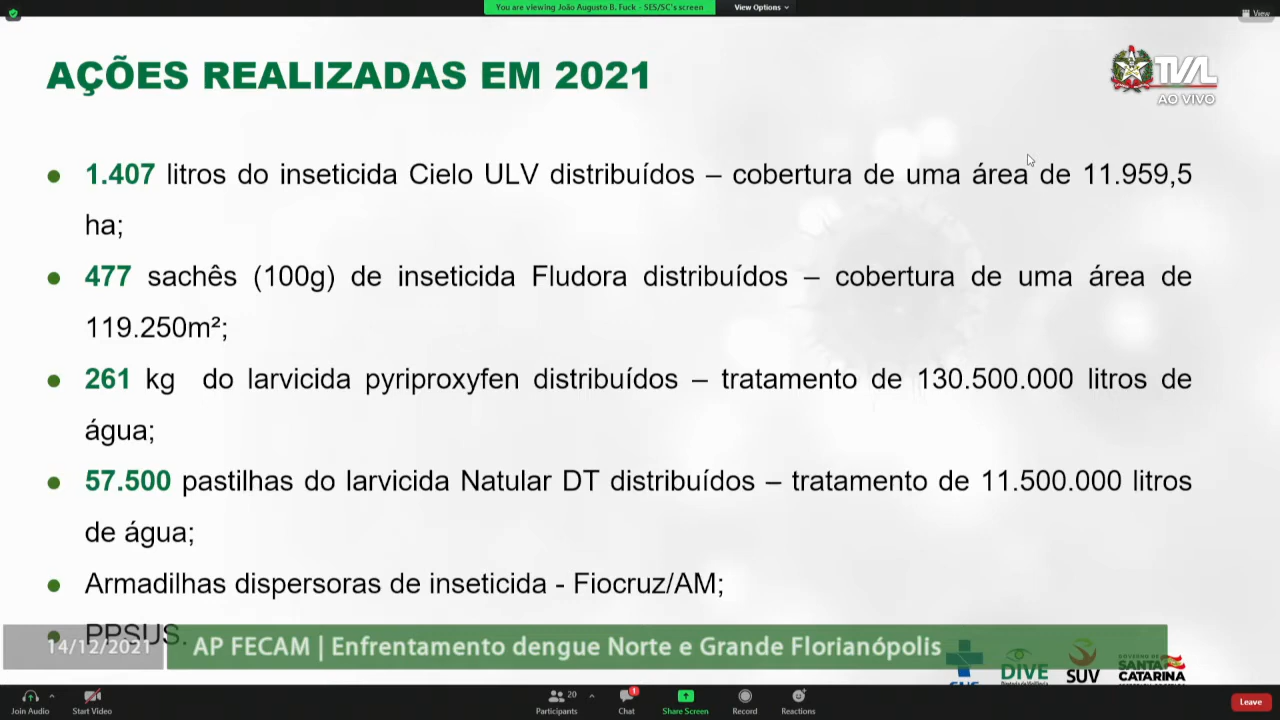 You are viewing João Augusto B. Fuck - SES/SC's screen
View Options
View
AÇÕES REALIZADAS EM 2021
TVAL
AO VIVO
● 1.407 litros do inseticida Cielo ULV distribuídos – cobertura de uma área de 11.959,5
ha;
● 477 sachês (100g) de inseticida Fludora distribuídos – cobertura de uma área de
119.250m²;
● 261 kg do larvicida pyriproxyfen distribuídos – tratamento de 130.500.000 litros de
água;
● 57.500 pastilhas do larvicida Natular DT distribuídos – tratamento de 11.500.000 litros
de água;
● Armadilhas dispersoras de inseticida - Fiocruz/AM;
● PPSUS.
14/12/2021
AP FECAM | Enfrentamento dengue Norte e Grande Florianópolis
SUS
DIVE
SUV
GOVERNO DE
SANTA
CATARINA
Join Audio
Start Video
20
Participants
1
Chat
Share Screen
Record
Reactions
Leave